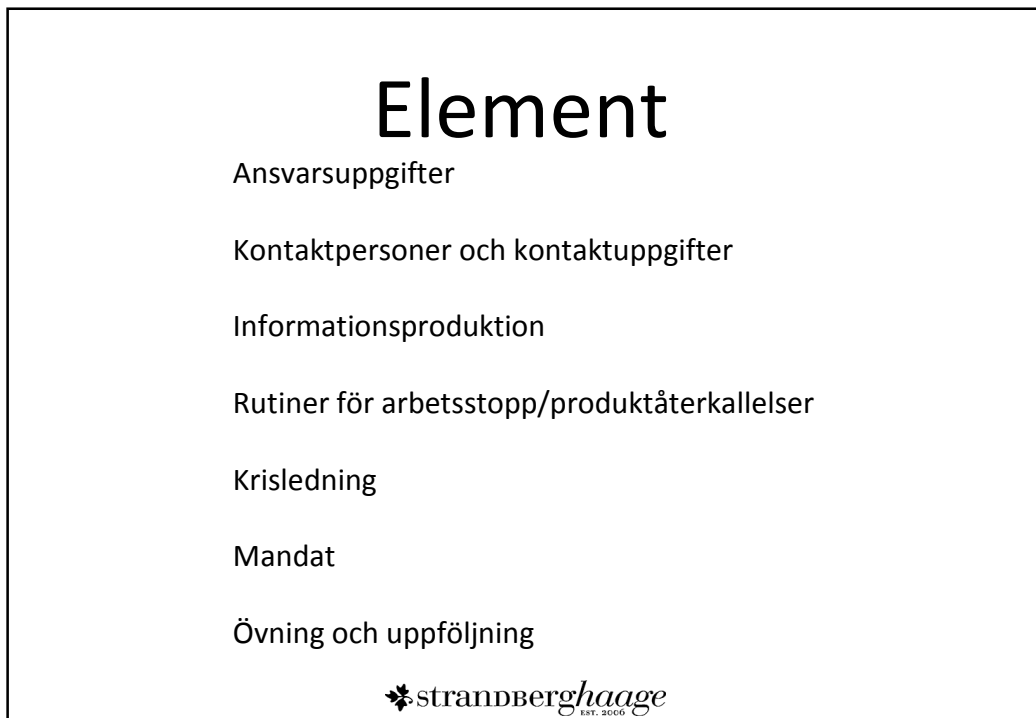 Element
Ansvarsuppgifter
Kontaktpersoner och kontaktuppgifter
Informationsproduktion
Rutiner för arbetsstopp/produktåterkallelser
Krisledning
Mandat
Övning och uppföljning
strandberghaage
EST. 2006